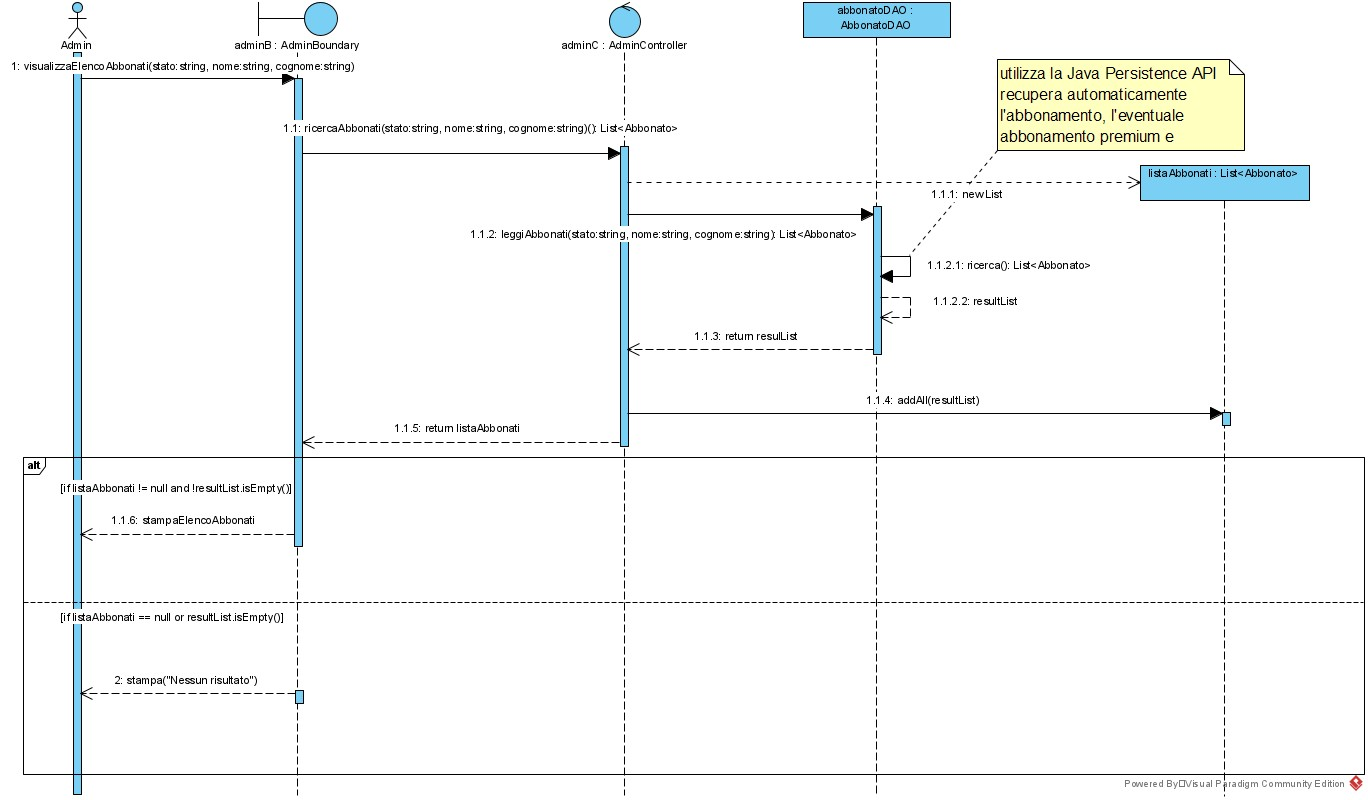 abbonatoDAO :
AbbonatoDAO
Admin
adminB : AdminBoundary
adminC : AdminController
1: visualizzaElencoAbbonati(stato:string, nome:string, cognome:string)
utilizza la Java Persistence API
recupera automaticamente
l'abbonamento, l'eventuale
abbonamento premium e
1.1: ricercaAbbonati(stato:string, nome:string, cognome:string)(): List<Abbonato>
listaAbbonati : List<Abbonato>
1.1.1: newList
1.1.2: leggiAbbonati(stato:string, nome:string, cognome:string): List<Abbonato>
1.1.2.1: ricerca(): List<Abbonato>
1.1.2.2: resultList
1.1.3: return resulList
1.1.4: addAll(resultList)
1.1.5: return listaAbbonati
alt
[if listaAbbonati != null and !resultList.isEmpty()]
1.1.6: stampaElencoAbbonati
[if listaAbbonati == null or resultList.isEmpty()]
2: stampa("Nessun risultato")
Powered By Visual Paradigm Community Edition